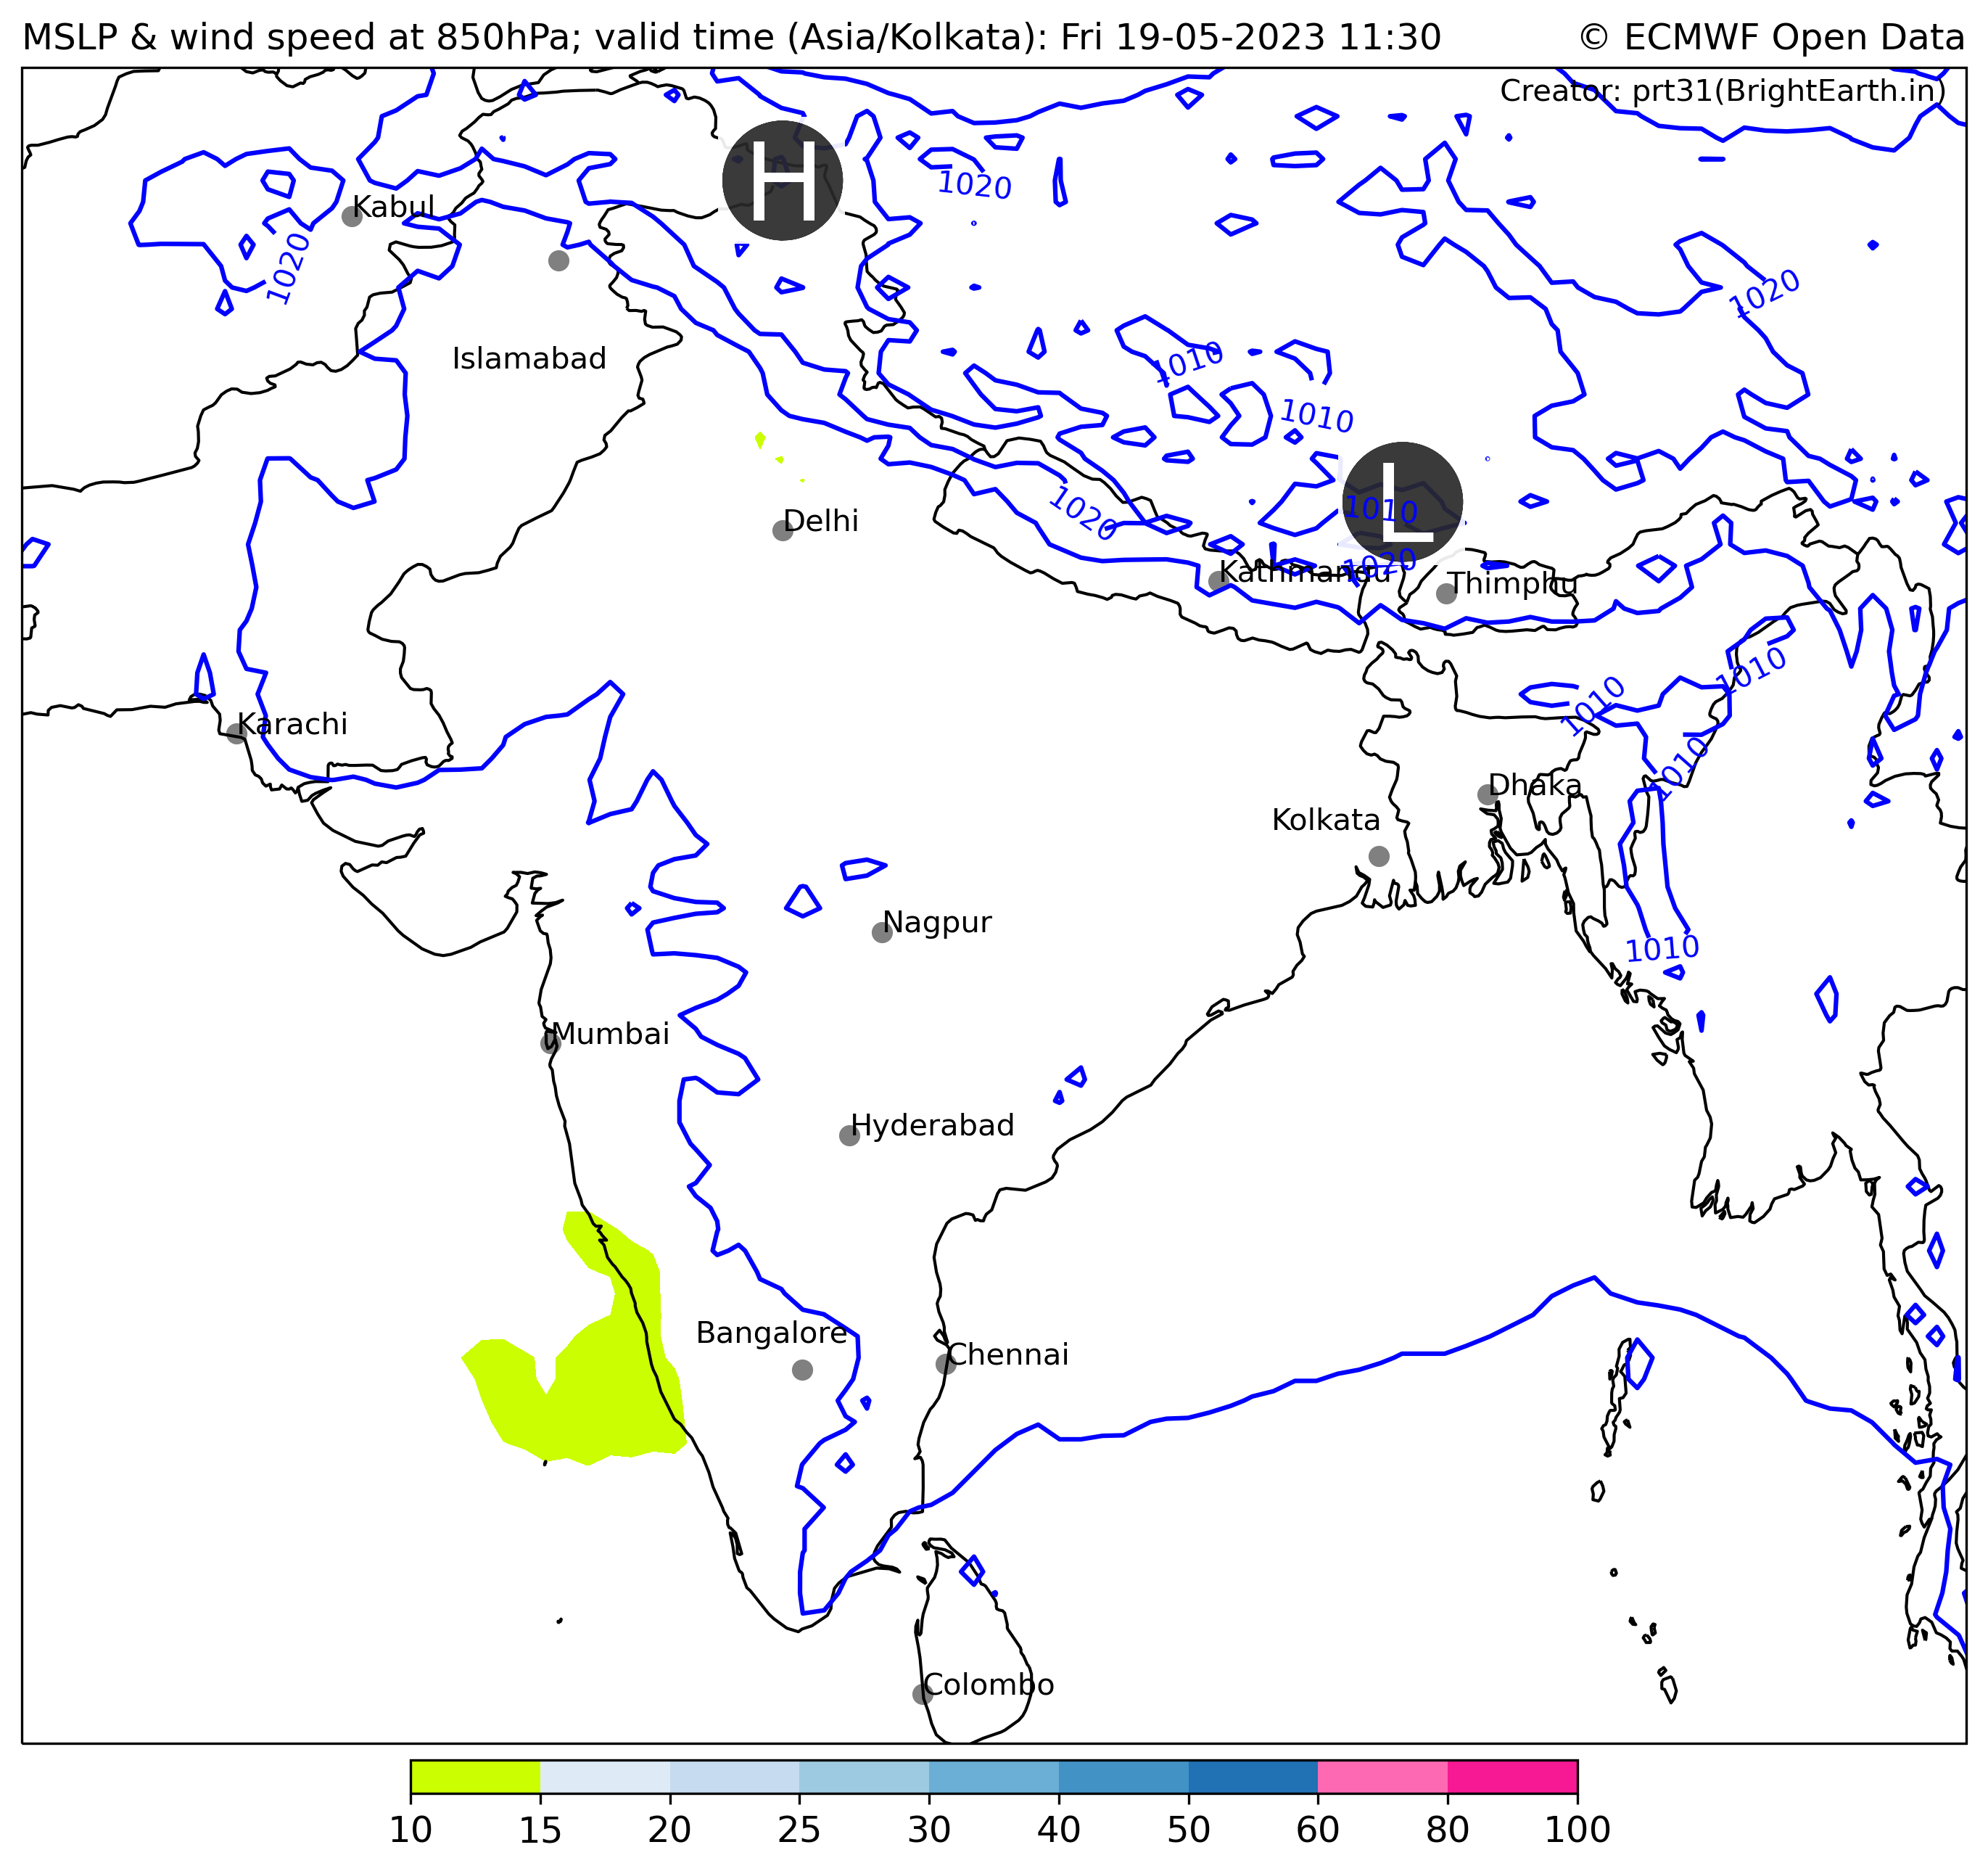 MSLP & wind speed at 850hPa; valid time (Asia/Kolkata): Fri 19-05-2023 11:30
© ECMWF Open Data
Creator: prt31(BrightEarth.in)
H
1020
Kabul
1020
1020
Islamabad
1010
1010
L
1010
1020
Delhi
1020
Kathmandu
Thimphu
1010
1010
Karachi
1010
Dhaka
Kolkata
Nagpur
1010
Mumbai
Hyderabad
Bangalore
Chennai
Colombo
10 15 20 25 30 40 50 60 80 100